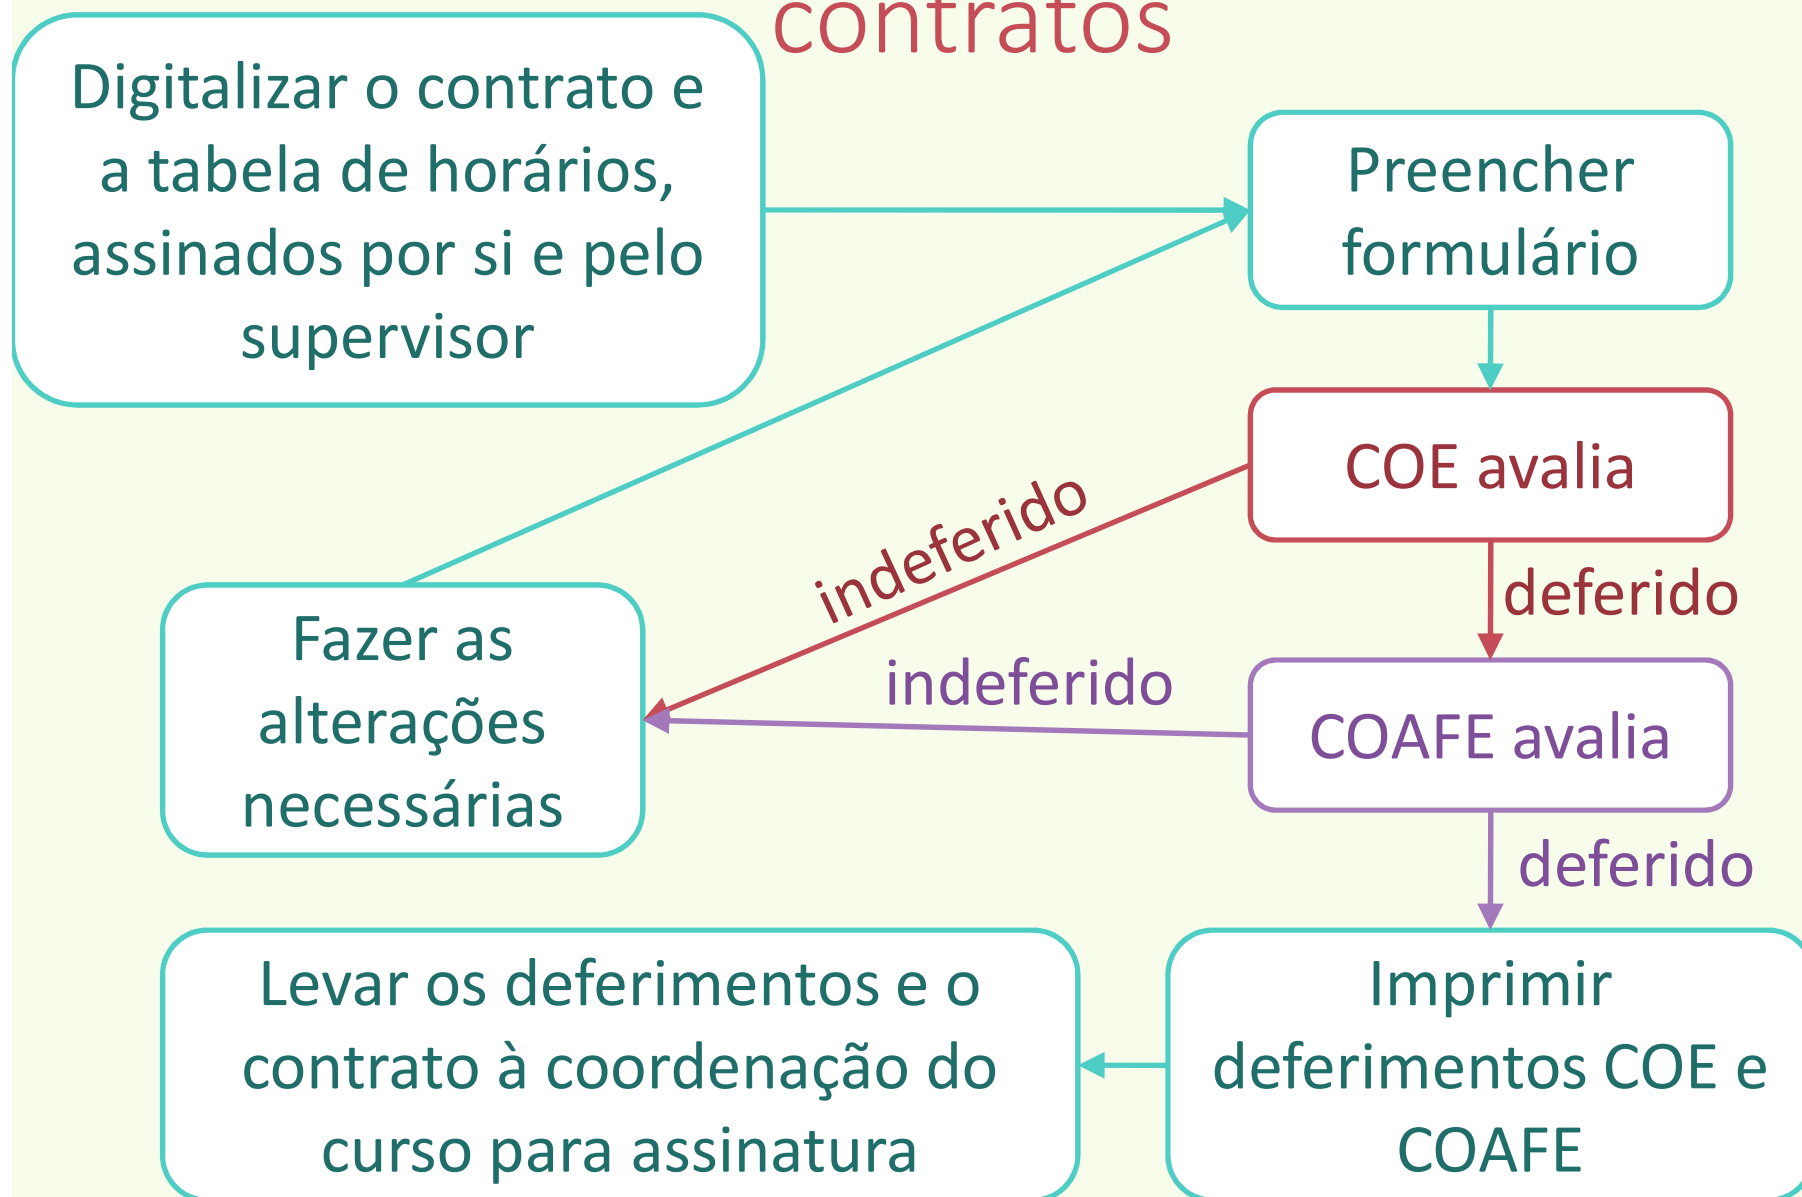 contratos
Digitalizar o contrato e
a tabela de horários,
assinados por si e pelo
supervisor
Preencher
formulário
COE avalia
indeferido
deferido
Fazer as
alterações
necessárias
indeferido
COAFE avalia
deferido
Levar os deferimentos e o
contrato à coordenação do
curso para assinatura
Imprimir
deferimentos COE e
COAFE